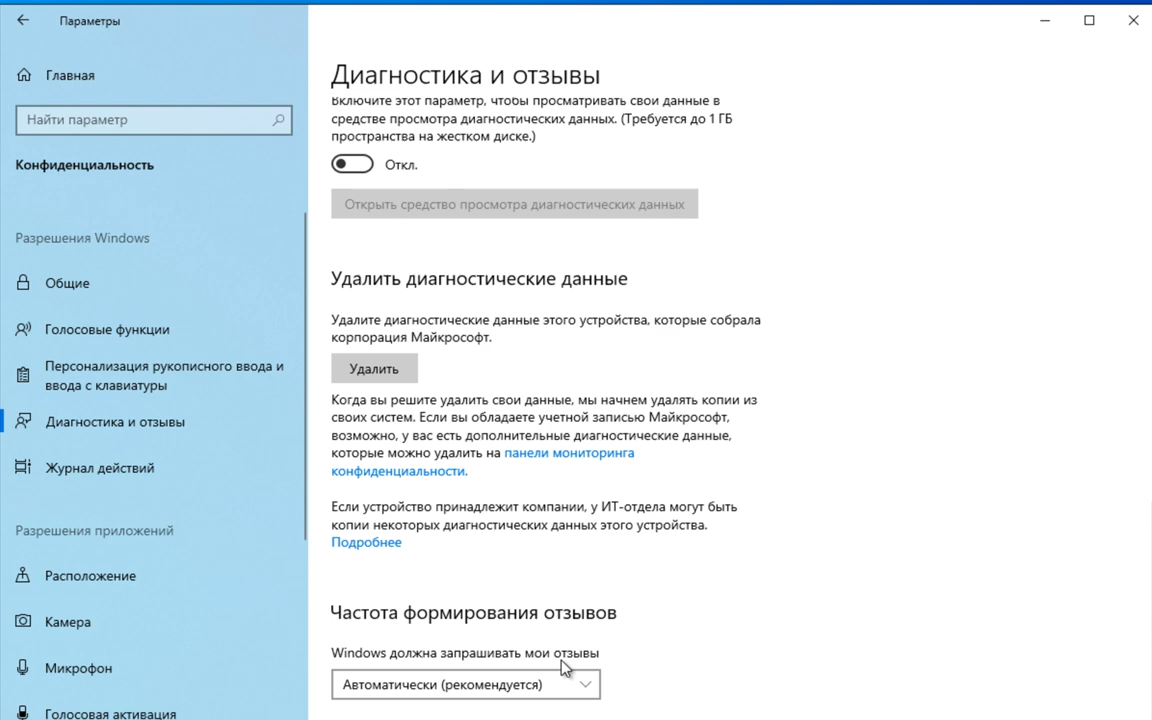 Параметры
Главная
Найти параметр
Конфиденциальность
Разрешения Windows
Общие
Голосовые функции
Персонализация рукописного ввода и
ввода с клавиатуры
Диагностика и отзывы
Журнал действий
Разрешения приложений
Расположение
Камера
Микрофон
Голосовая активация
Диагностика и отзывы
Включите этот параметр, чтобы просматривать свои данные в
средстве просмотра диагностических данных. (Требуется до 1 ГБ
пространства на жестком диске.)
Откл.
Открыть средство просмотра диагностических данных
Удалить диагностические данные
Удалите диагностические данные этого устройства, которые собрала
корпорация Майкрософт.
Удалить
Когда вы решите удалить свои данные, мы начнем удалять копии из
своих систем. Если вы обладаете учетной записью Майкрософт,
возможно, у вас есть дополнительные диагностические данные,
которые можно удалить на панели мониторинга
конфиденциальности.
Если устройство принадлежит компании, у ИТ-отдела могут быть
копии некоторых диагностических данных этого устройства.
Подробнее
Частота формирования отзывов
Windows должна запрашивать мои отзывы
Автоматически (рекомендуется)